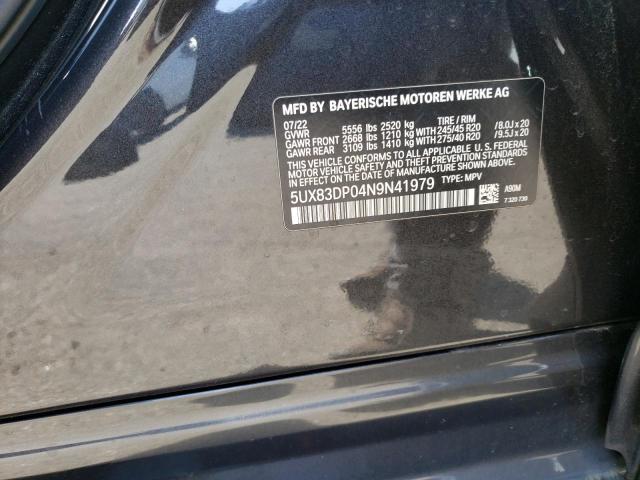 MFD BY BAYERISCHE MOTOREN WERKE AG
07/22 TIRE / RIM
GVWR 5556 lbs 2520 kg
GAWR FRONT 2668 lbs 1210 kg WITH 245/45 R20 / 8.0J x 20
GAWR REAR 3109 lbs 1410 kg WITH 275/40 R20 / 9.5J x 20
THIS VEHICLE CONFORMS TO ALL APPLICABLE U. S. FEDERAL
MOTOR VEHICLE SAFETY, BUMPER, AND THEFT PREVENTION
STANDARDS IN EFFECT ON THE DATE OF MANUFACTURE SHOWN ABOVE.
5UX83DP04N9N41979 TYPE: MPV
A90M
7 320 730